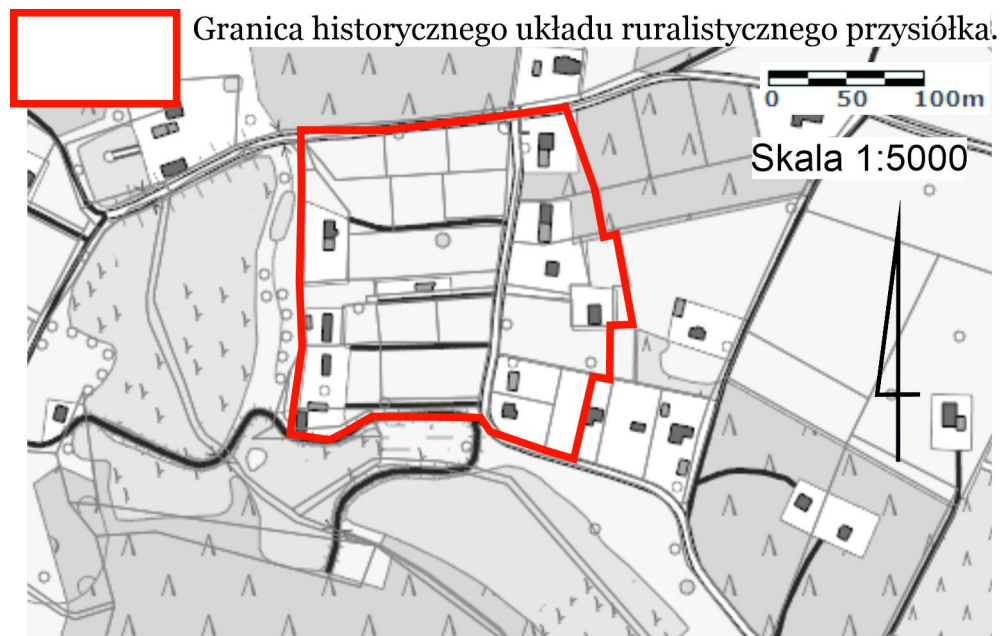 Granica historycznego układu ruralistycznego przysiółka.
0 50 100m
Skala 1:5000